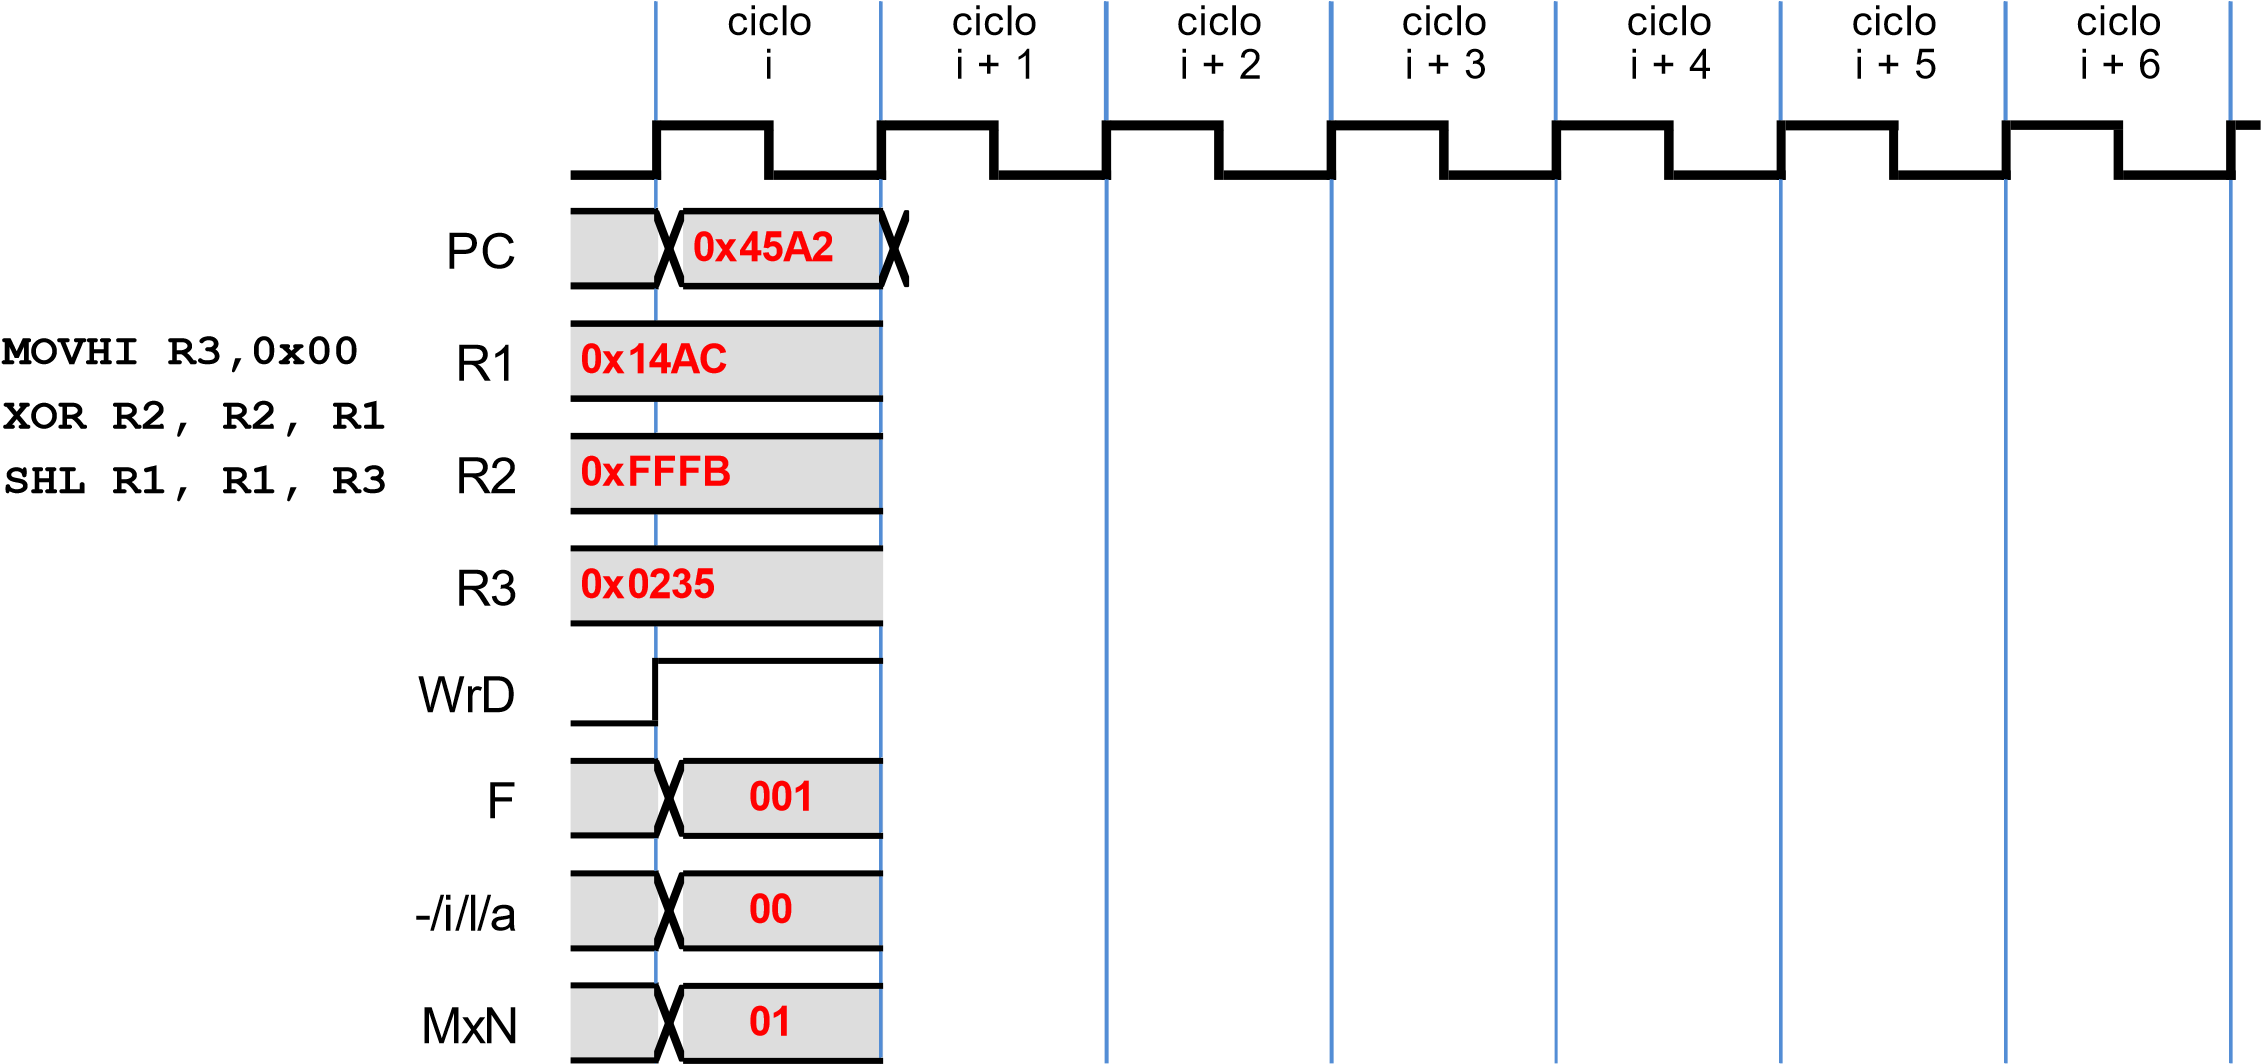 ciclo
i
ciclo
i + 1
ciclo
i + 2
ciclo
i + 3
ciclo
i + 4
ciclo
i + 5
ciclo
i + 6
MOVHI R3,0x00
XOR R2, R2, R1
SHL R1, R1, R3
PC
0x45A2
R1
0x14AC
R2
0xFFFB
R3
0x0235
WrD
F
001
-/i/l/a
00
MxN
01